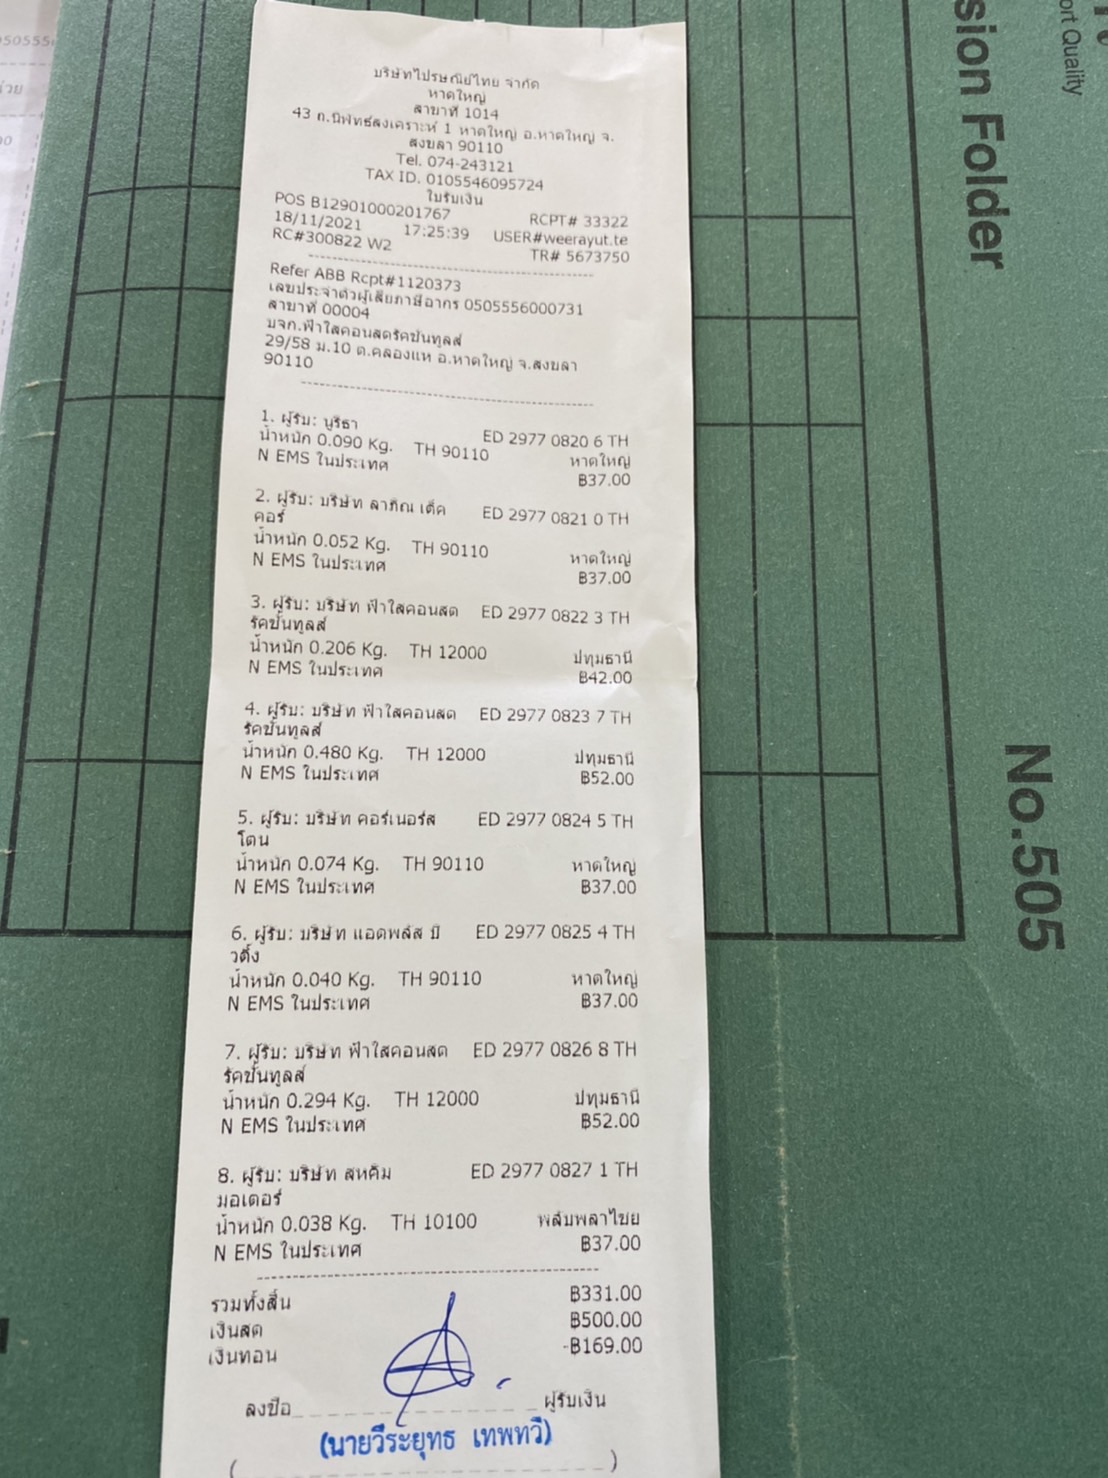 บริษัทไปรษณีย์ไทย จำกัด
หาดใหญ่
สาขาที่ 1014
43 ถ.นิพัทธ์สงเคราะห์ 1 หาดใหญ่ อ.หาดใหญ่ จ.
สงขลา 90110
Tel. 074-243121
TAX ID. 0105546095724
ใบรับเงิน
POS B12901000201767 RCPT# 33322
18/11/2021 17:25:39 USER#weerayut.te
RC#300822 W2 TR# 5673750
Refer ABB Rcpt#1120373
เลขประจำตัวผู้เสียภาษีอากร 0505556000731
สาขาที่ 00004
บจก.ฟ้าใสคอนสตรัคชั่นทูลส์
29/58 ม.10 ต.คลองแห อ.หาดใหญ่ จ.สงขลา
90110
1. ผู้รับ: บูรีธา ED 2977 0820 6 TH
น้ำหนัก 0.090 Kg. TH 90110 หาดใหญ่
N EMS ในประเทศ ฿37.00
2. ผู้รับ: บริษัท ลาภิณ เด็ค ED 2977 0821 0 TH
คอร์
น้ำหนัก 0.052 Kg. TH 90110 หาดใหญ่
N EMS ในประเทศ ฿37.00
3. ผู้รับ: บริษัท ฟ้าใสคอนสต ED 2977 0822 3 TH
รัคชั่นทูลส์
น้ำหนัก 0.206 Kg. TH 12000 ปทุมธานี
N EMS ในประเทศ ฿42.00
4. ผู้รับ: บริษัท ฟ้าใสคอนสต ED 2977 0823 7 TH
รัคชั่นทูลส์
น้ำหนัก 0.480 Kg. TH 12000 ปทุมธานี
N EMS ในประเทศ ฿52.00
5. ผู้รับ: บริษัท คอร์เนอร์ส ED 2977 0824 5 TH
โตน
น้ำหนัก 0.074 Kg. TH 90110 หาดใหญ่
N EMS ในประเทศ ฿37.00
6. ผู้รับ: บริษัท แอดพลัส บิ ED 2977 0825 4 TH
วตี้ง
น้ำหนัก 0.040 Kg. TH 90110 หาดใหญ่
N EMS ในประเทศ ฿37.00
7. ผู้รับ: บริษัท ฟ้าใสคอนสต ED 2977 0826 8 TH
รัคชั่นทูลส์
น้ำหนัก 0.294 Kg. TH 12000 ปทุมธานี
N EMS ในประเทศ ฿52.00
8. ผู้รับ: บริษัท สหคิม ED 2977 0827 1 TH
มอเตอร์
น้ำหนัก 0.038 Kg. TH 10100 พลับพลาไชย
N EMS ในประเทศ ฿37.00
รวมทั้งสิ้น ฿331.00
เงินสด ฿500.00
เงินทอน -฿169.00
ลงชื่อ ผู้รับเงิน
(นายวีระยุทธ เทพทวี)
sion Folder
ort Quality
No.505